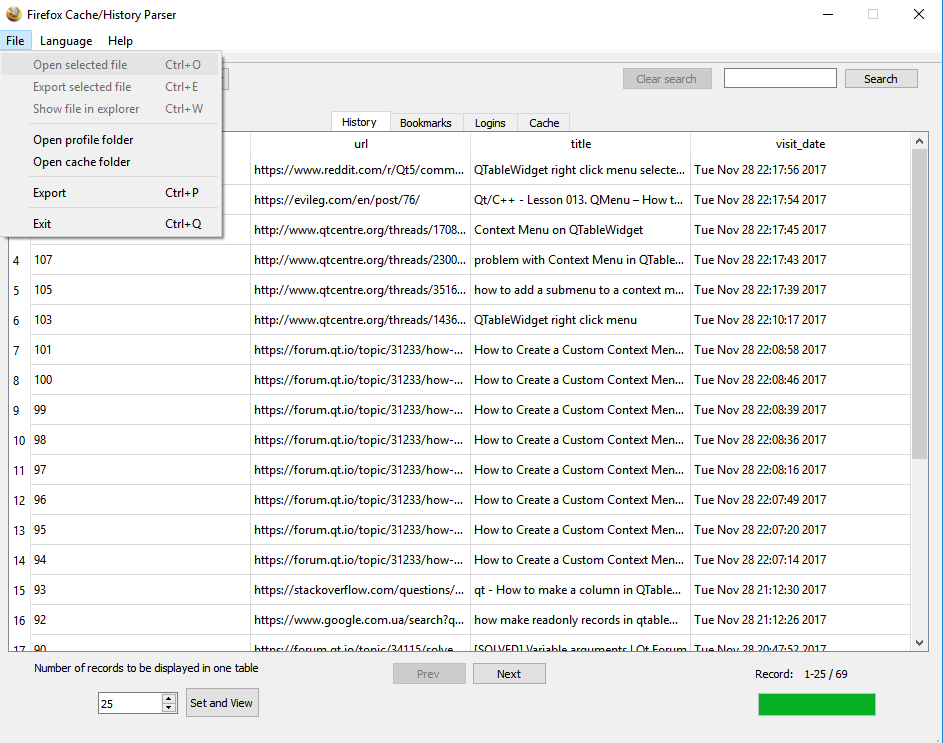 Firefox Cache/History Parser
File Language Help
Open selected file Ctrl+O
Export selected file Ctrl+E
Show file in explorer Ctrl+W
Open profile folder
Open cache folder
Export Ctrl+P
Exit Ctrl+Q
Clear search Search
History Bookmarks Logins Cache
url title visit_date
https://www.reddit.com/r/Qt5/comm... QTableWidget right click menu selecte... Tue Nov 28 22:17:56 2017
https://evileg.com/en/post/76/ Qt/C++ - Lesson 013. QMenu – How t... Tue Nov 28 22:17:54 2017
http://www.qtcentre.org/threads/1708... Context Menu on QTableWidget Tue Nov 28 22:17:45 2017
4 107 http://www.qtcentre.org/threads/2300... problem with Context Menu in QTable... Tue Nov 28 22:17:43 2017
5 105 http://www.qtcentre.org/threads/3516... how to add a submenu to a context m... Tue Nov 28 22:17:39 2017
6 103 http://www.qtcentre.org/threads/1436... QTableWidget right click menu Tue Nov 28 22:10:17 2017
7 101 https://forum.qt.io/topic/31233/how-... How to Create a Custom Context Men... Tue Nov 28 22:08:58 2017
8 100 https://forum.qt.io/topic/31233/how-... How to Create a Custom Context Men... Tue Nov 28 22:08:46 2017
9 99 https://forum.qt.io/topic/31233/how-... How to Create a Custom Context Men... Tue Nov 28 22:08:39 2017
10 98 https://forum.qt.io/topic/31233/how-... How to Create a Custom Context Men... Tue Nov 28 22:08:36 2017
11 97 https://forum.qt.io/topic/31233/how-... How to Create a Custom Context Men... Tue Nov 28 22:08:16 2017
12 96 https://forum.qt.io/topic/31233/how-... How to Create a Custom Context Men... Tue Nov 28 22:07:49 2017
13 95 https://forum.qt.io/topic/31233/how-... How to Create a Custom Context Men... Tue Nov 28 22:07:20 2017
14 94 https://forum.qt.io/topic/31233/how-... How to Create a Custom Context Men... Tue Nov 28 22:07:14 2017
15 93 https://stackoverflow.com/questions/... qt - How to make a column in QTable... Tue Nov 28 21:12:30 2017
16 92 https://www.google.com.ua/search?q... how make readonly records in qtable... Tue Nov 28 21:12:26 2017
17 90 https://forum.qt.io/topic/34115/solve... [SOLVED] Variable arguments | Qt Forum Tue Nov 28 20:47:52 2017
Number of records to be displayed in one table
Prev Next
Record: 1-25 / 69
25 Set and View